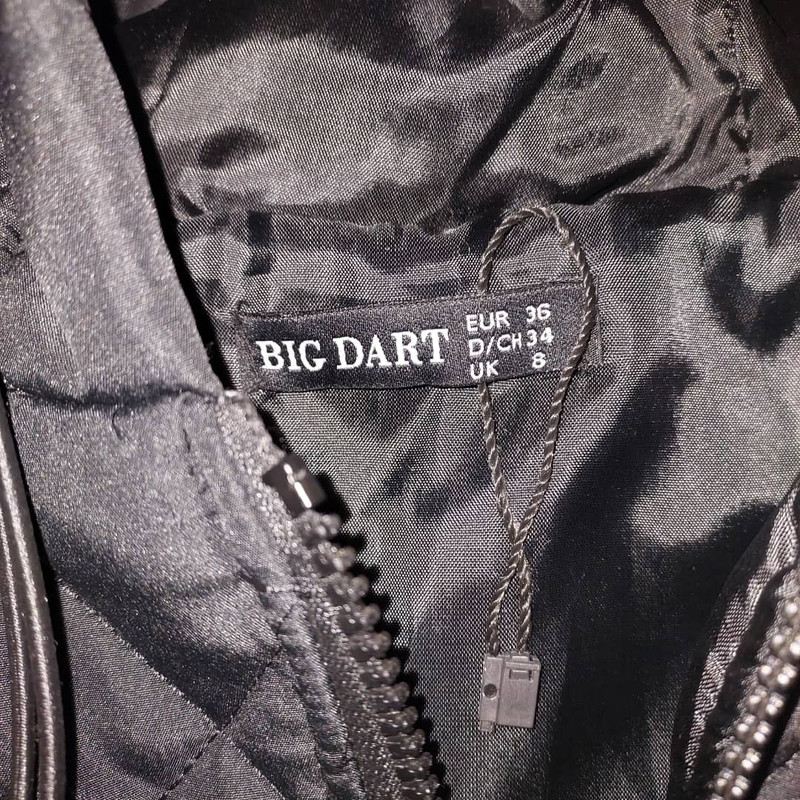 BIG DART
EUR 36
D/CH 34
UK 8